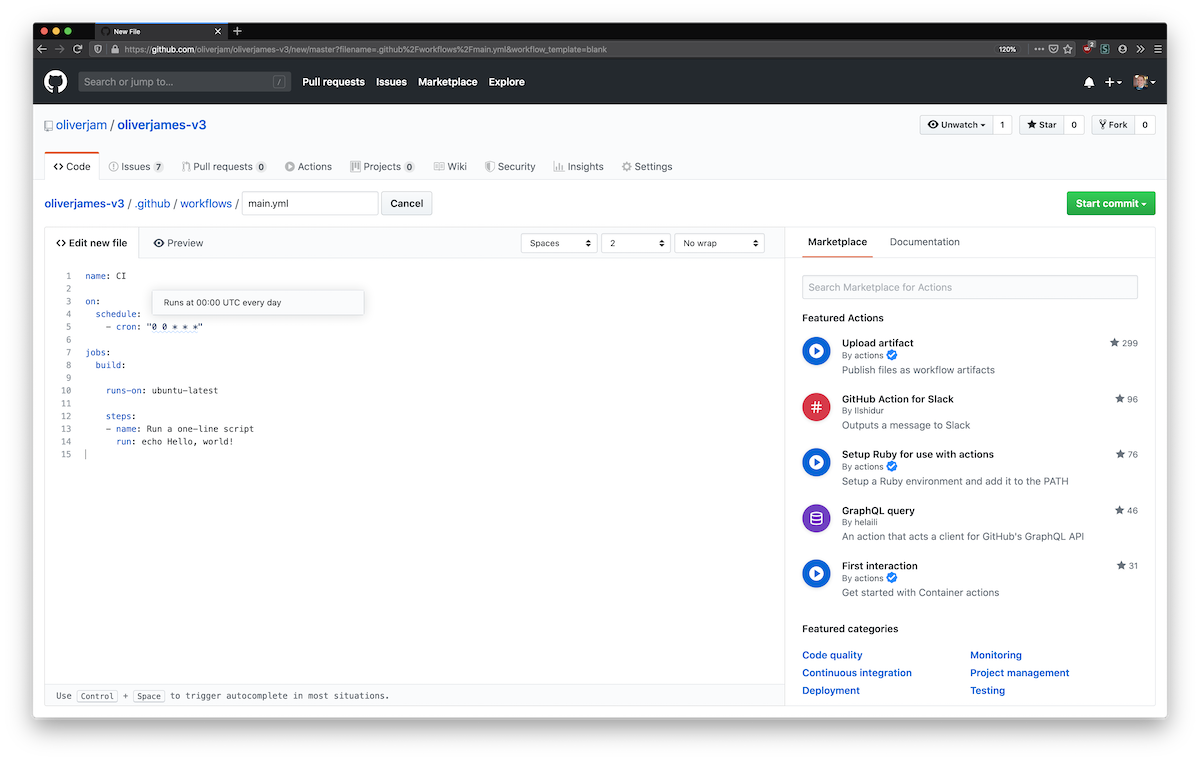 New File
https://github.com/oliverjam/oliverjames-v3/new/master?filename=.github%2Fworkflows%2Fmain.yml&workflow_template=blank
120%
2
Search or jump to...
/
Pull requests
Issues
Marketplace
Explore
oliverjam / oliverjames-v3
Unwatch
1
Star
0
Fork
0
Code
Issues 7
Pull requests 0
Actions
Projects 0
Wiki
Security
Insights
Settings
oliverjames-v3 / .github / workflows /
main.yml
Cancel
Start commit
Edit new file
Preview
Spaces
2
No wrap
1 name: CI
2
3 on:
Runs at 00:00 UTC every day
4 schedule:
5 - cron: "0 0 * * *"
6
7 jobs:
8 build:
9
10 runs-on: ubuntu-latest
11
12 steps:
13 - name: Run a one-line script
14 run: echo Hello, world!
15
Use Control + Space to trigger autocomplete in most situations.
Marketplace
Documentation
Search Marketplace for Actions
Featured Actions
Upload artifact
299
By actions
Publish files as workflow artifacts
GitHub Action for Slack
96
By Ilshidur
Outputs a message to Slack
Setup Ruby for use with actions
76
By actions
Setup a Ruby environment and add it to the PATH
GraphQL query
46
By helaili
An action that acts a client for GitHub's GraphQL API
First interaction
31
By actions
Get started with Container actions
Featured categories
Code quality
Monitoring
Continuous integration
Project management
Deployment
Testing